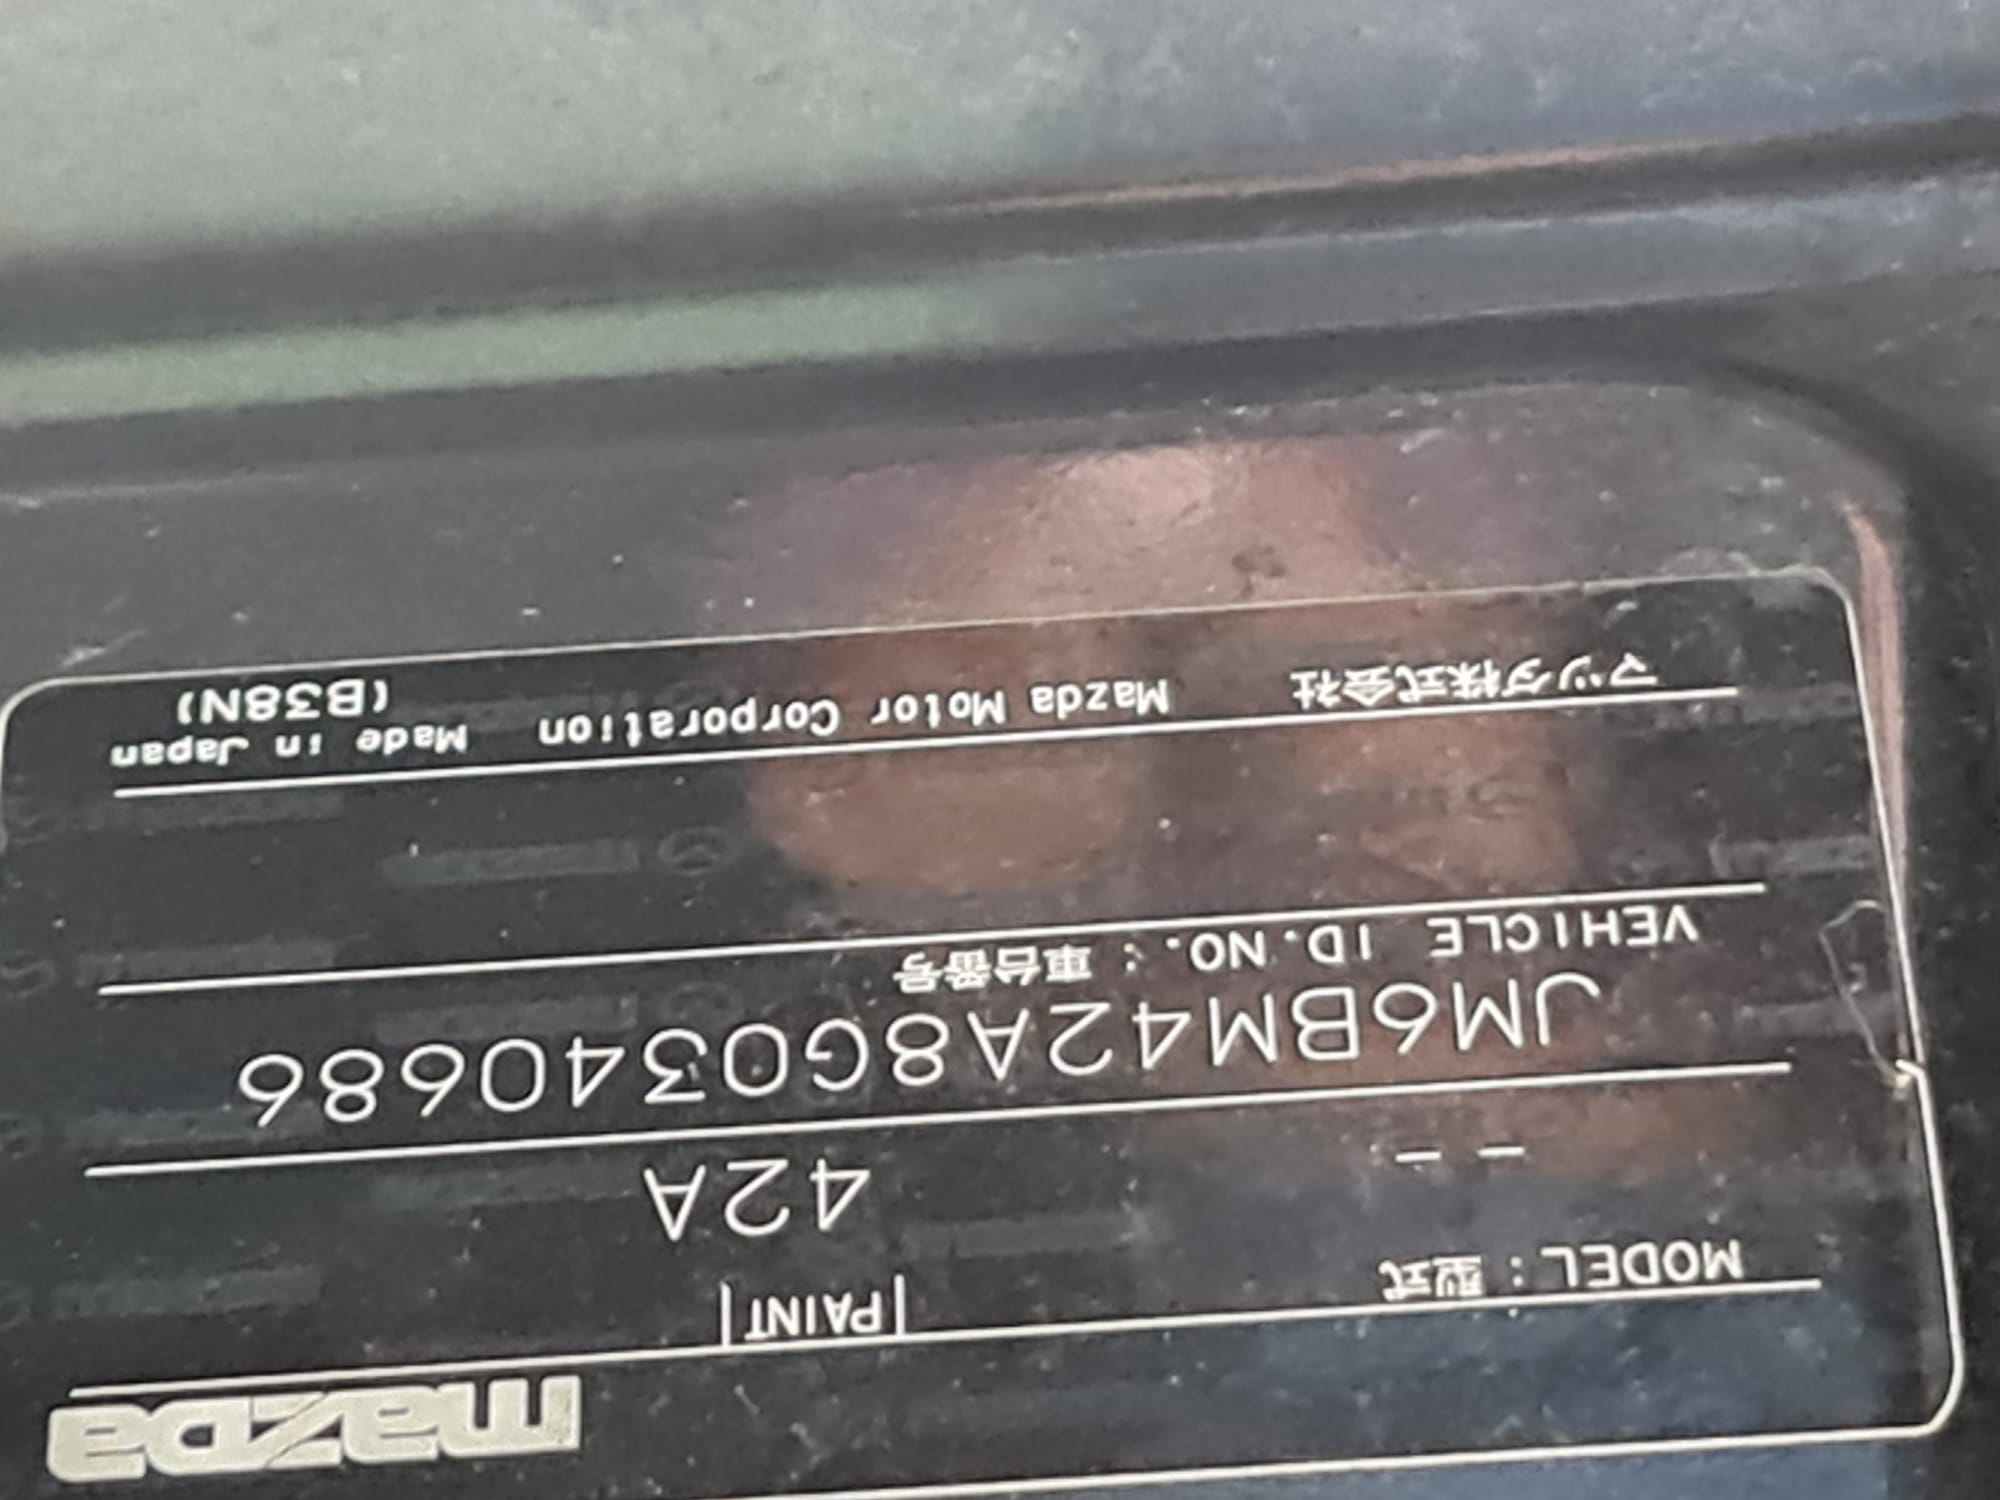 mazda
MODEL:型式 |PAINT|
-- 42A
JM6BM42A8G0340686
VEHICLE ID.NO.:車台番号
マツダ株式会社 Mazda Motor Corporation Made in Japan
(B38N)